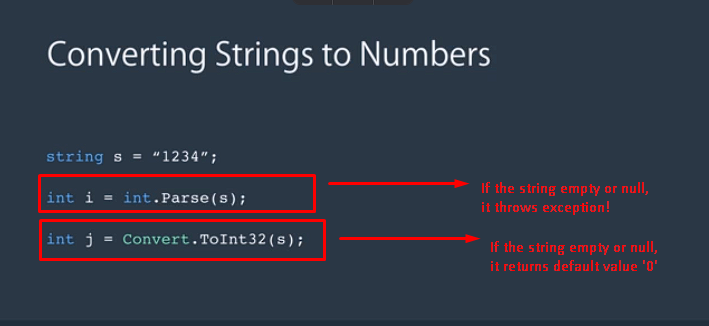 Converting Strings to Numbers
string s = “1234”;
int i = int.Parse(s);
If the string empty or null,
it throws exception!
int j = Convert.ToInt32(s);
If the string empty or null,
it returns default value '0'